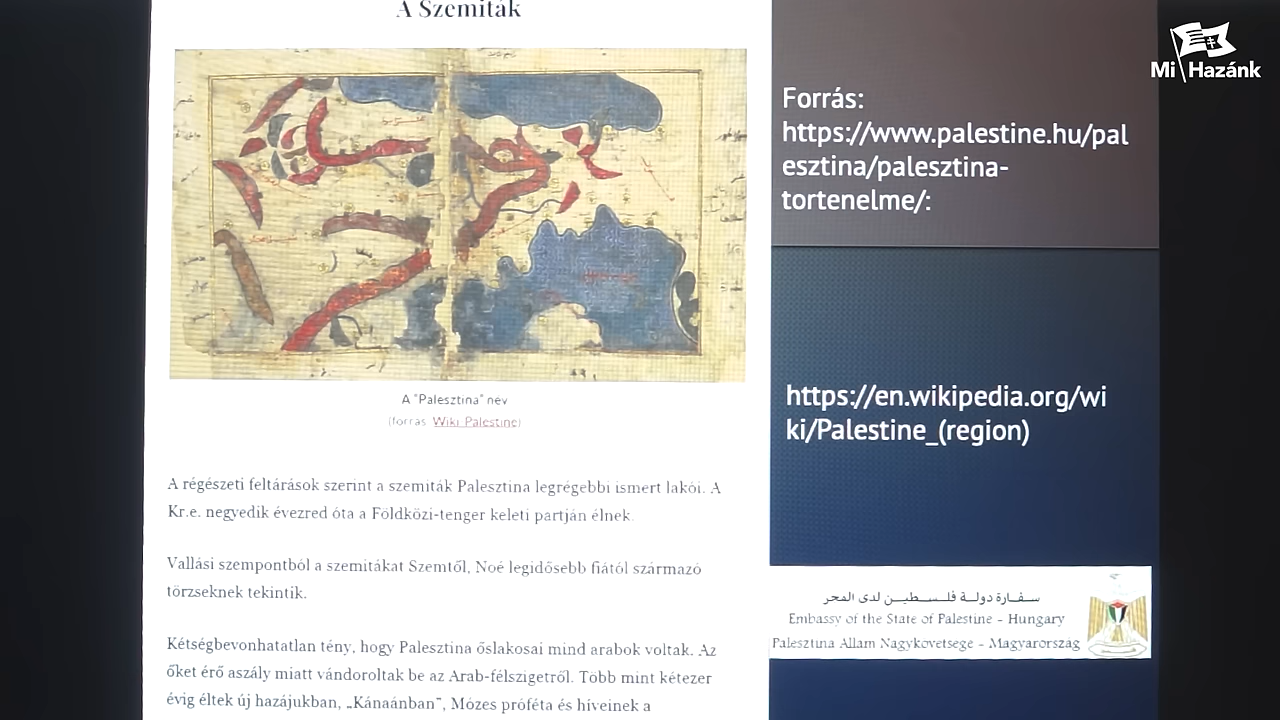 A Szemiták
A "Palesztina" név
(forrás: Wiki Palestine)
A régészeti feltárások szerint a szemiták Palesztina legrégebbi ismert lakói. A
Kr.e. negyedik évezred óta a Földközi-tenger keleti partján élnek.
Vallási szempontból a szemitákat Szemtől, Noé legidősebb fiától származó
törzseknek tekintik.
Kétségbevonhatatlan tény, hogy Palesztina őslakosai mind arabok voltak. Az
őket érő aszály miatt vándoroltak be az Arab-félszigetről. Több mint kétezer
évig éltek új hazájukban, „Kánaánban”, Mózes próféta és híveinek a
Mi Hazánk
Forrás:
https://www.palestine.hu/pal
esztina/palesztina-
tortenelme/:
https://en.wikipedia.org/wi
ki/Palestine_(region)
سفارة دولة فلسطين لدى المجر
Embassy of the State of Palestine - Hungary
Palesztina Állam Nagykövetsége - Magyarország